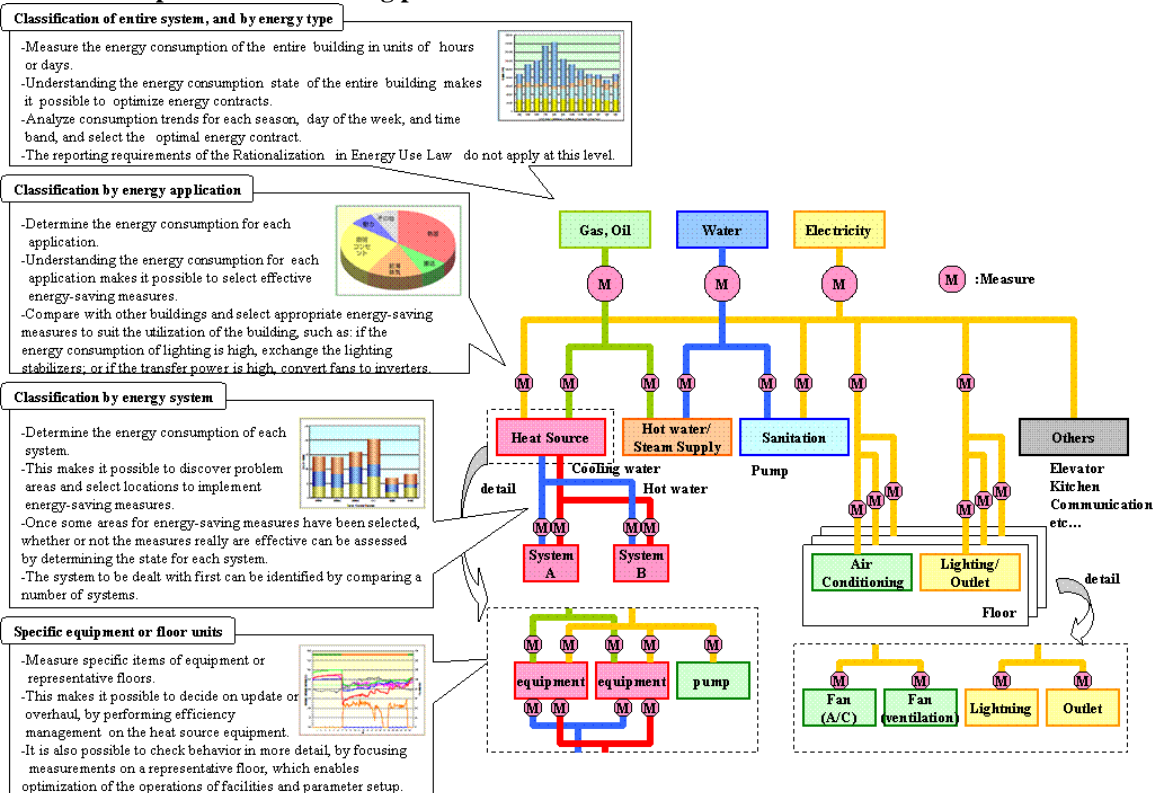 Classification of entire system, and by energy type
-Measure the energy consumption of the entire building in units of hours
or days.
-Understanding the energy consumption state of the entire building makes
it possible to optimize energy contracts.
-Analyze consumption trends for each season, day of the week, and time
band, and select the optimal energy contract.
-The reporting requirements of the Rationalization in Energy Use Law do not apply at this level.
Classification by energy application
-Determine the energy consumption for each
application.
-Understanding the energy consumption for each
application makes it possible to select effective
energy-saving measures.
-Compare with other buildings and select appropriate energy-saving
measures to suit the utilization of the building, such as: if the
energy consumption of lighting is high, exchange the lighting
stabilizers; or if the transfer power is high, convert fans to inverters.
Classification by energy system
-Determine the energy consumption of each
system.
-This makes it possible to discover problem
areas and select locations to implement
energy-saving measures.
-Once some areas for energy-saving measures have been selected,
whether or not the measures really are effective can be assessed
by determining the state for each system.
-The system to be dealt with first can be identified by comparing a
number of systems.
Specific equipment or floor units
-Measure specific items of equipment or
representative floors.
-This makes it possible to decide on update or
overhaul, by performing efficiency
management on the heat source equipment.
-It is also possible to check behavior in more detail, by focusing
measurements on a representative floor, which enables
optimization of the operations of facilities and parameter setup.
Gas, Oil
Water
Electricity
M
M
M
M
:Measure
M
M
M
M
M
M
M
M
Heat Source
Hot water/
Steam Supply
Sanitation
Others
Cooling water
Pump
Elevator
Kitchen
Communication
etc...
detail
Hot water
M
M
M
M
M
M
M
M
M
M
System
A
System
B
Air
Conditioning
Lighting/
Outlet
Floor
detail
M
M
M
M
M
equipment
equipment
pump
M
M
M
M
M
M
M
M
Fan
(A/C)
Fan
(ventilation)
Lightning
Outlet